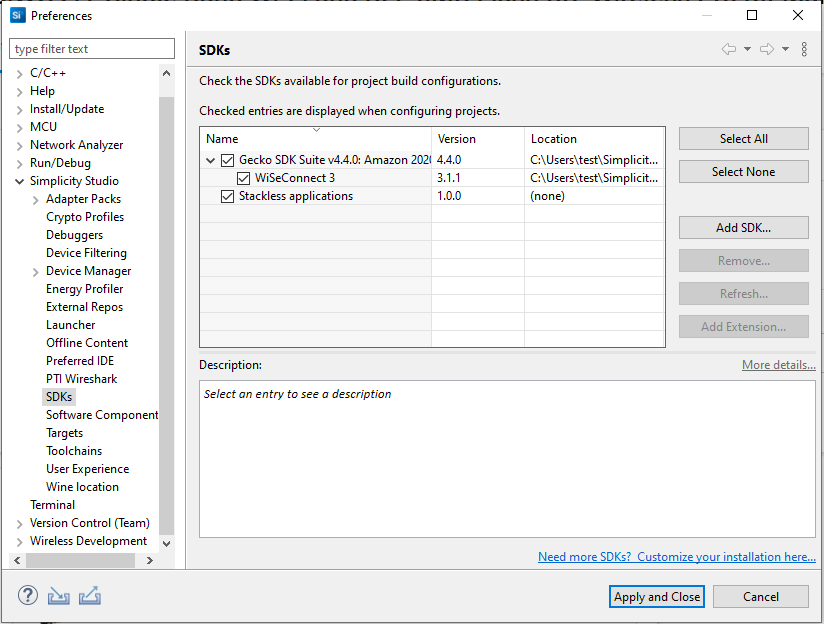 Si Preferences
type filter text
C/C++
Help
Install/Update
MCU
Network Analyzer
Run/Debug
Simplicity Studio
Adapter Packs
Crypto Profiles
Debuggers
Device Filtering
Device Manager
Energy Profiler
External Repos
Launcher
Offline Content
Preferred IDE
PTI Wireshark
SDKs
Software Component
Targets
Toolchains
User Experience
Wine location
Terminal
Version Control (Team)
Wireless Development
SDKs
Check the SDKs available for project build configurations.
Checked entries are displayed when configuring projects.
Name Version Location
Gecko SDK Suite v4.4.0: Amazon 2020 4.4.0 C:\Users\test\Simplicit...
WiSeConnect 3 3.1.1 C:\Users\test\Simplicit...
Stackless applications 1.0.0 (none)
Select All
Select None
Add SDK...
Remove...
Refresh...
Add Extension...
Description: More details...
Select an entry to see a description
Need more SDKs? Customize your installation here...
? Apply and Close Cancel